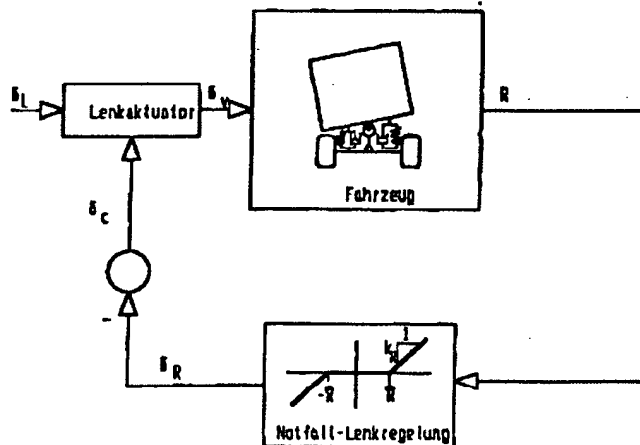 δL
Lenkaktuator
δv
R
Fahrzeug
δc
-
δR
kR
1
-R̂
R̂
Notfall-Lenkregelung